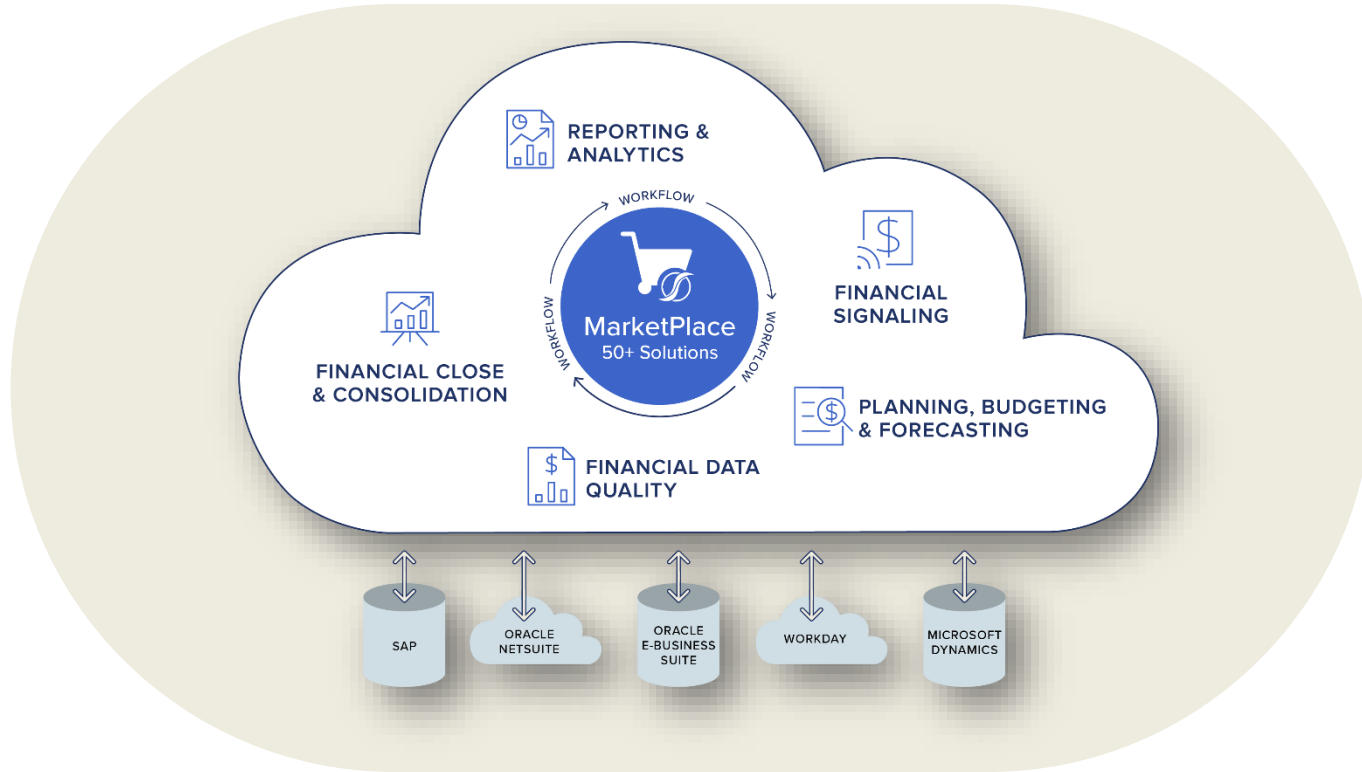 REPORTING &
ANALYTICS
WORKFLOW
FINANCIAL
SIGNALING
WORKFLOW
MarketPlace
50+ Solutions
WORKFLOW
FINANCIAL CLOSE
& CONSOLIDATION
PLANNING, BUDGETING
& FORECASTING
FINANCIAL DATA
QUALITY
SAP
ORACLE
NETSUITE
ORACLE
E-BUSINESS
SUITE
WORKDAY
MICROSOFT
DYNAMICS